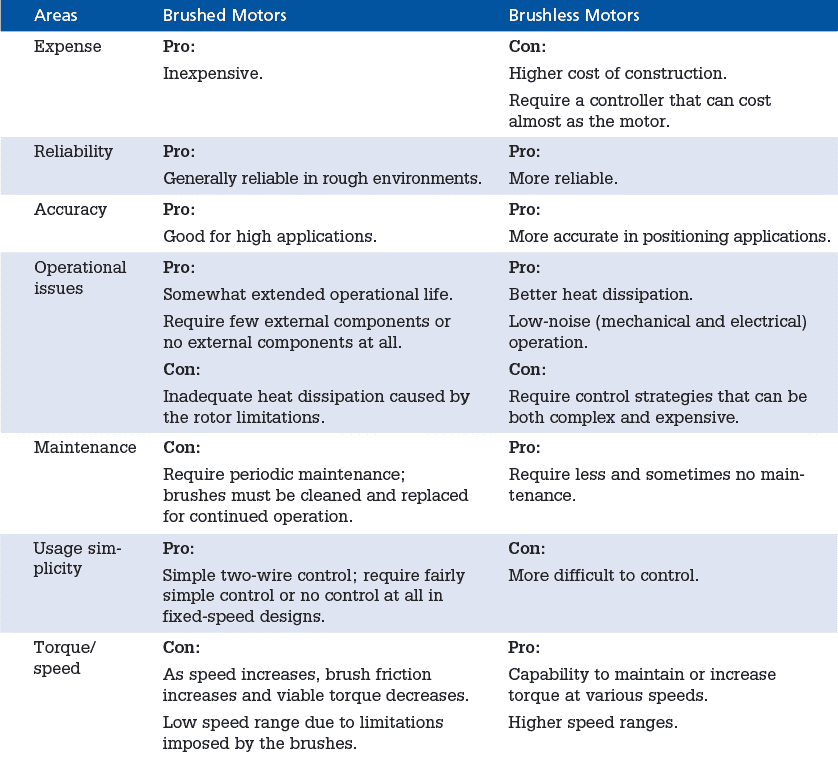 Areas Brushed Motors Brushless Motors
Expense Pro: Con:
Inexpensive. Higher cost of construction.
Require a controller that can cost
almost as the motor.
Reliability Pro: Pro:
Generally reliable in rough environments. More reliable.
Accuracy Pro: Pro:
Good for high applications. More accurate in positioning applications.
Operational Pro: Pro:
issues Somewhat extended operational life. Better heat dissipation.
Require few external components or Low-noise (mechanical and electrical)
no external components at all. operation.
Con: Con:
Inadequate heat dissipation caused by Require control strategies that can be
the rotor limitations. both complex and expensive.
Maintenance Con: Pro:
Require periodic maintenance; Require less and sometimes no main-
brushes must be cleaned and replaced tenance.
for continued operation.
Usage sim- Pro: Con:
plicity Simple two-wire control; require fairly More difficult to control.
simple control or no control at all in
fixed-speed designs.
Torque/ Con: Pro:
speed As speed increases, brush friction Capability to maintain or increase
increases and viable torque decreases. torque at various speeds.
Low speed range due to limitations Higher speed ranges.
imposed by the brushes.